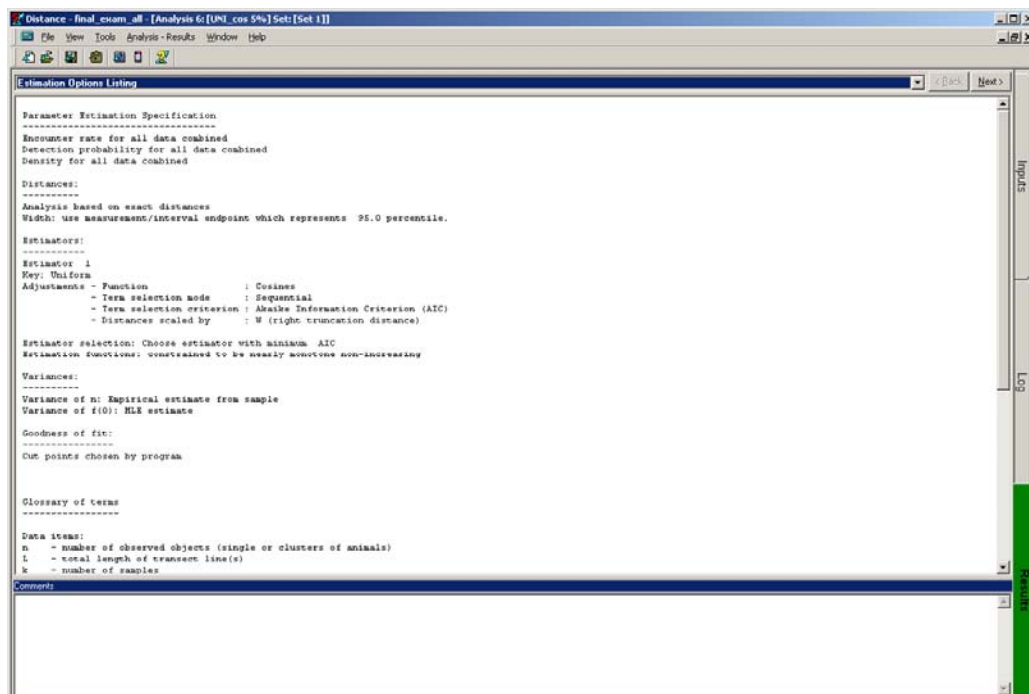 Distance - final_exam_all - [Analysis 6: [UNI_cos 5%] Set: [Set 1]]
File View Tools Analysis - Results Window Help
Estimation Options Listing
< Back Next >
Parameter Estimation Specification
----------------------------------
Encounter rate for all data combined
Detection probability for all data combined
Density for all data combined
Distances:
----------
Analysis based on exact distances
Width: use measurement/interval endpoint which represents 95.0 percentile.
Estimators:
-----------
Estimator 1
Key: Uniform
Adjustments - Function : Cosines
- Term selection mode : Sequential
- Term selection criterion : Akaike Information Criterion (AIC)
- Distances scaled by : W (right truncation distance)
Estimator selection: Choose estimator with minimum AIC
Estimation functions: constrained to be nearly monotone non-increasing
Variances:
----------
Variance of n: Empirical estimate from sample
Variance of f(0): MLE estimate
Goodness of fit:
----------------
Cut points chosen by program
Glossary of terms
-----------------
Data items:
n - number of observed objects (single or clusters of animals)
L - total length of transect line(s)
k - number of samples
Comments
Inputs
Log
Results